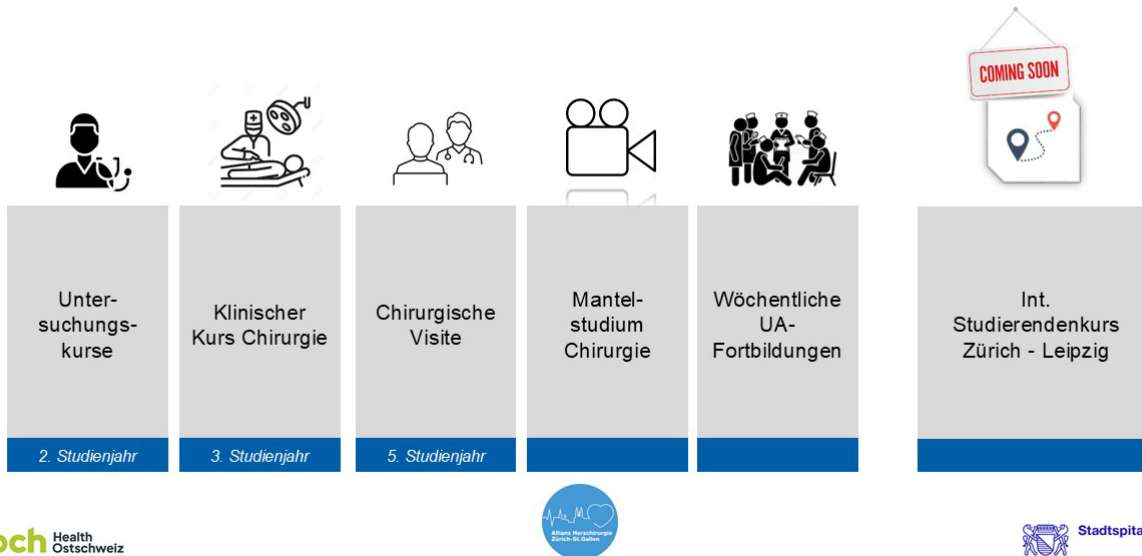 COMING SOON
Unter-
suchungs-
kurse
2. Studienjahr
Klinischer
Kurs Chirurgie
3. Studienjahr
Chirurgische
Visite
5. Studienjahr
Mantel-
studium
Chirurgie
Wöchentliche
UA-
Fortbildungen
Int.
Studierendenkurs
Zürich - Leipzig
och Health
Ostschweiz
Allianz Herzchirurgie
Zürich-St.Gallen
Stadtspita